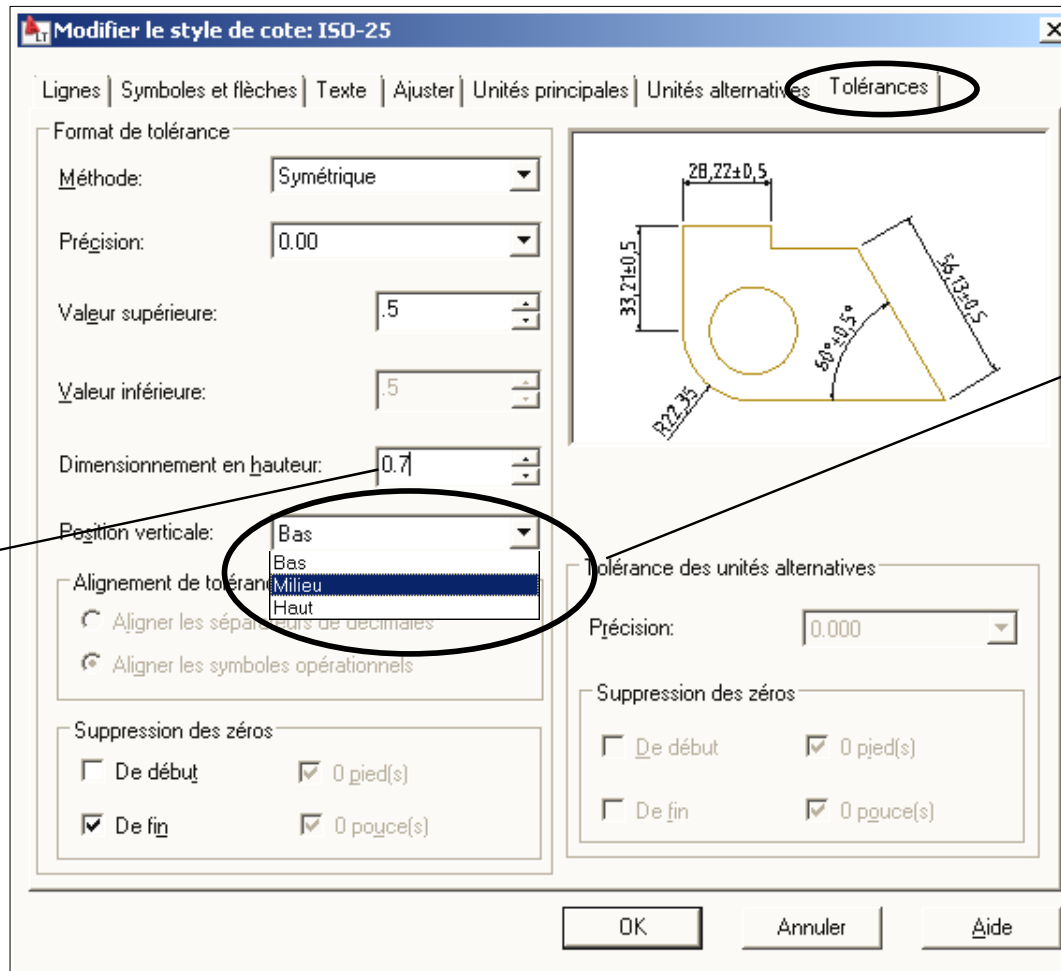 LT Modifier le style de cote: ISO-25
Lignes Symboles et flèches Texte Ajuster Unités principales Unités alternatives Tolérances
Format de tolérance
Méthode: Symétrique
Précision: 0.00
Valeur supérieure: .5
Valeur inférieure: .5
Dimensionnement en hauteur: 0.7
Position verticale: Bas
Bas
Milieu
Haut
Alignement de tolérance
Aligner les séparateurs de décimales
Aligner les symboles opérationnels
Suppression des zéros
De début 0 pied(s)
De fin 0 pouce(s)
28,22±0,5
33,21±0,5
56,13±0,5
60°±0,5°
R22,35
Tolérance des unités alternatives
Précision: 0.000
Suppression des zéros
De début 0 pied(s)
De fin 0 pouce(s)
OK Annuler Aide